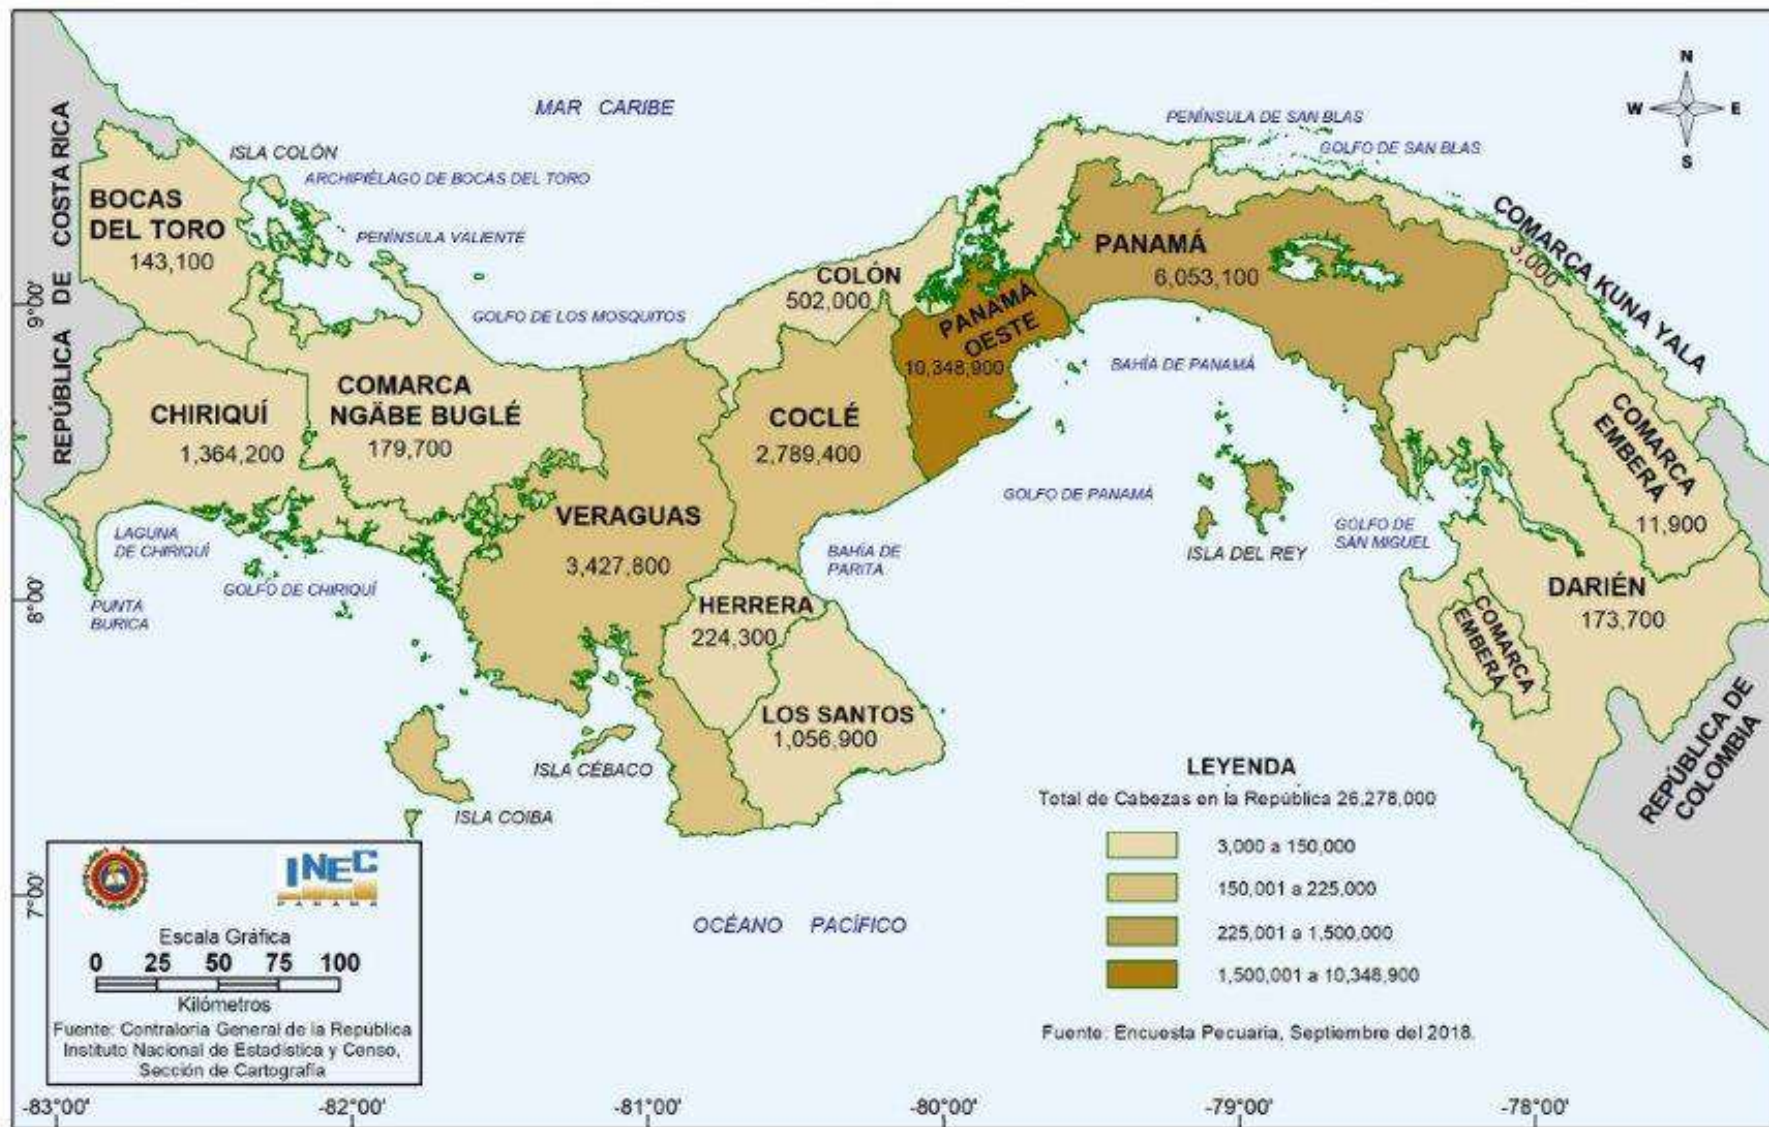 MAR CARIBE
PENÍNSULA DE SAN BLAS
GOLFO DE SAN BLAS
N
W
E
S
REPÚBLICA DE COSTA RICA
ISLA COLÓN
ARCHIPIÉLAGO DE BOCAS DEL TORO
BOCAS
DEL TORO
143,100
PENÍNSULA VALIENTE
GOLFO DE LOS MOSQUITOS
COLÓN
502,000
PANAMÁ
6,053,100
COMARCA KUNA YALA
3,000
PANAMÁ
OESTE
10,348,900
BAHÍA DE PANAMÁ
CHIRIQUÍ
1,364,200
COMARCA
NGÄBE BUGLÉ
179,700
COCLÉ
2,789,400
COMARCA
EMBERÁ
11,900
VERAGUAS
3,427,800
GOLFO DE PANAMÁ
GOLFO DE
SAN MIGUEL
ISLA DEL REY
LAGUNA
DE CHIRIQUÍ
GOLFO DE CHIRIQUÍ
PUNTA
BURICA
BAHÍA DE
PARITA
HERRERA
224,300
DARIÉN
173,700
COMARCA
EMBERÁ
LOS SANTOS
1,056,900
ISLA CÉBACO
ISLA COIBA
REPÚBLICA DE
COLOMBIA
OCÉANO PACÍFICO
LEYENDA
Total de Cabezas en la República 26,278,000
3,000 a 150,000
150,001 a 225,000
225,001 a 1,500,000
1,500,001 a 10,348,900
Fuente: Encuesta Pecuaria, Septiembre del 2018.
INEC
PANAMÁ
Escala Gráfica
0 25 50 75 100
Kilómetros
Fuente: Contraloría General de la República
Instituto Nacional de Estadística y Censo,
Sección de Cartografía
9°00'
8°00'
7°00'
-83°00' -82°00' -81°00' -80°00' -79°00' -78°00'